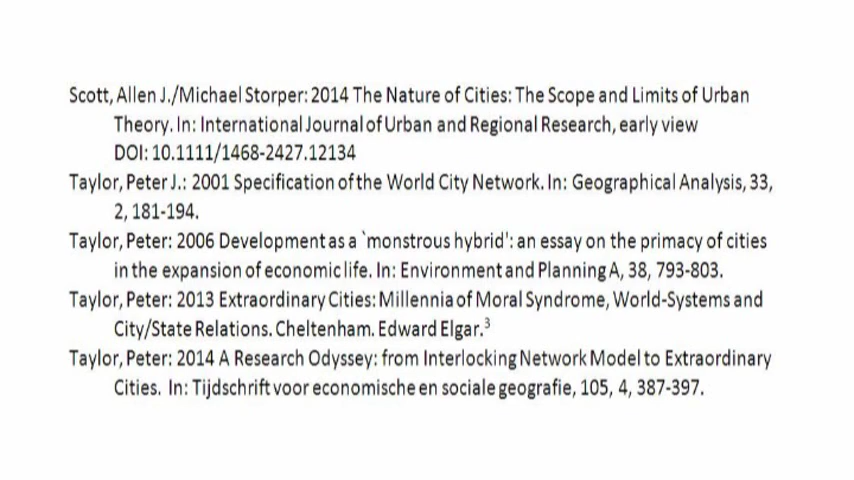 Scott, Allen J./Michael Storper: 2014 The Nature of Cities: The Scope and Limits of Urban
Theory. In: International Journal of Urban and Regional Research, early view
DOI: 10.1111/1468-2427.12134
Taylor, Peter J.: 2001 Specification of the World City Network. In: Geographical Analysis, 33,
2, 181-194.
Taylor, Peter: 2006 Development as a `monstrous hybrid': an essay on the primacy of cities
in the expansion of economic life. In: Environment and Planning A, 38, 793-803.
Taylor, Peter: 2013 Extraordinary Cities: Millennia of Moral Syndrome, World-Systems and
City/State Relations. Cheltenham. Edward Elgar.³
Taylor, Peter: 2014 A Research Odyssey: from Interlocking Network Model to Extraordinary
Cities. In: Tijdschrift voor economische en sociale geografie, 105, 4, 387-397.